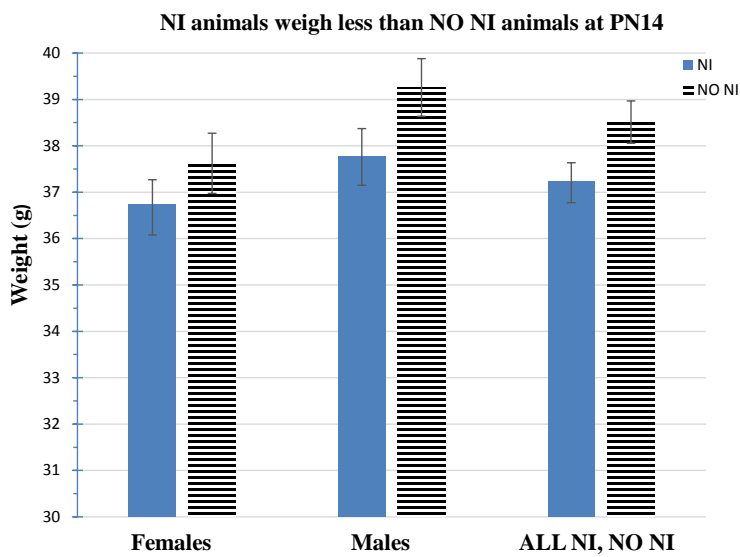 NI animals weigh less than NO NI animals at PN14
NI
NO NI
Weight (g)
40
39
38
37
36
35
34
33
32
31
30
Females Males ALL NI, NO NI